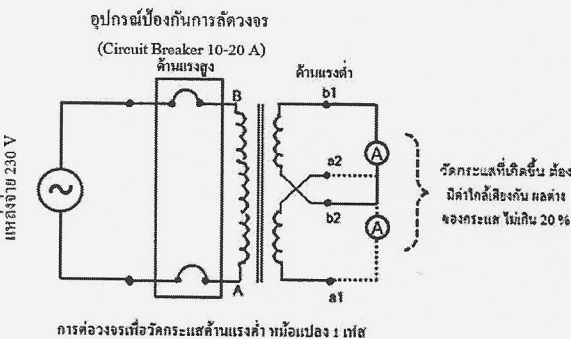 อุปกรณ์ป้องกันการลัดวงจร
(Circuit Breaker 10-20 A)
ด้านแรงสูง
ด้านแรงต่ำ
B
b1
A
a2
b2
A
A
a1
แหล่งจ่าย 230 V
วัดกระแสที่เกิดขึ้น ต้อง
มีค่าใกล้เคียงกัน ผลต่าง
ของกระแส ไม่เกิน 20 %
การต่อวงจรเพื่อวัดกระแสด้านแรงต่ำ หม้อแปลง 1 เฟส